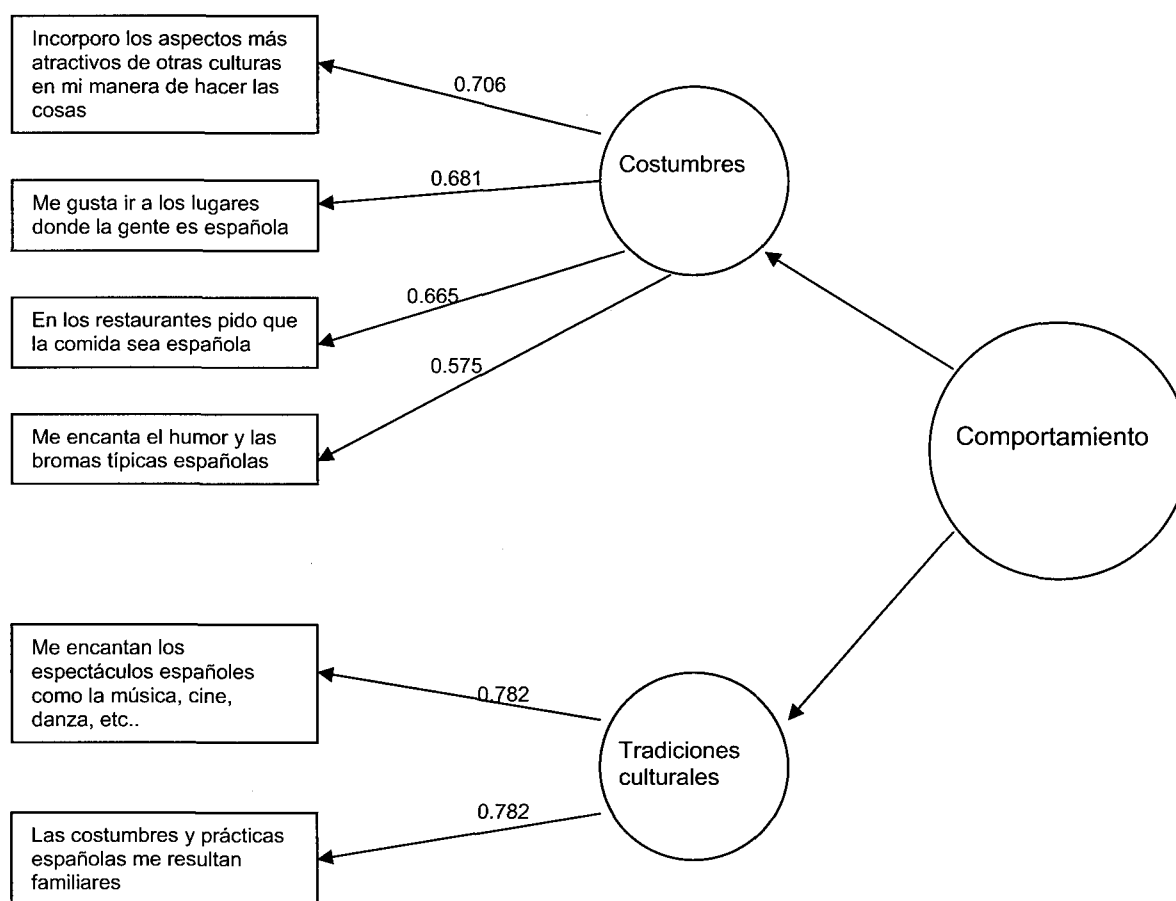 Incorporo los aspectos más
atractivos de otras culturas
en mi manera de hacer las
cosas
0.706
Costumbres
Me gusta ir a los lugares
donde la gente es española
0.681
En los restaurantes pido que
la comida sea española
0.665
0.575
Me encanta el humor y las
bromas típicas españolas
Comportamiento
Me encantan los
espectáculos españoles
como la música, cine,
danza, etc..
0.782
Tradiciones
culturales
0.782
Las costumbres y prácticas
españolas me resultan
familiares